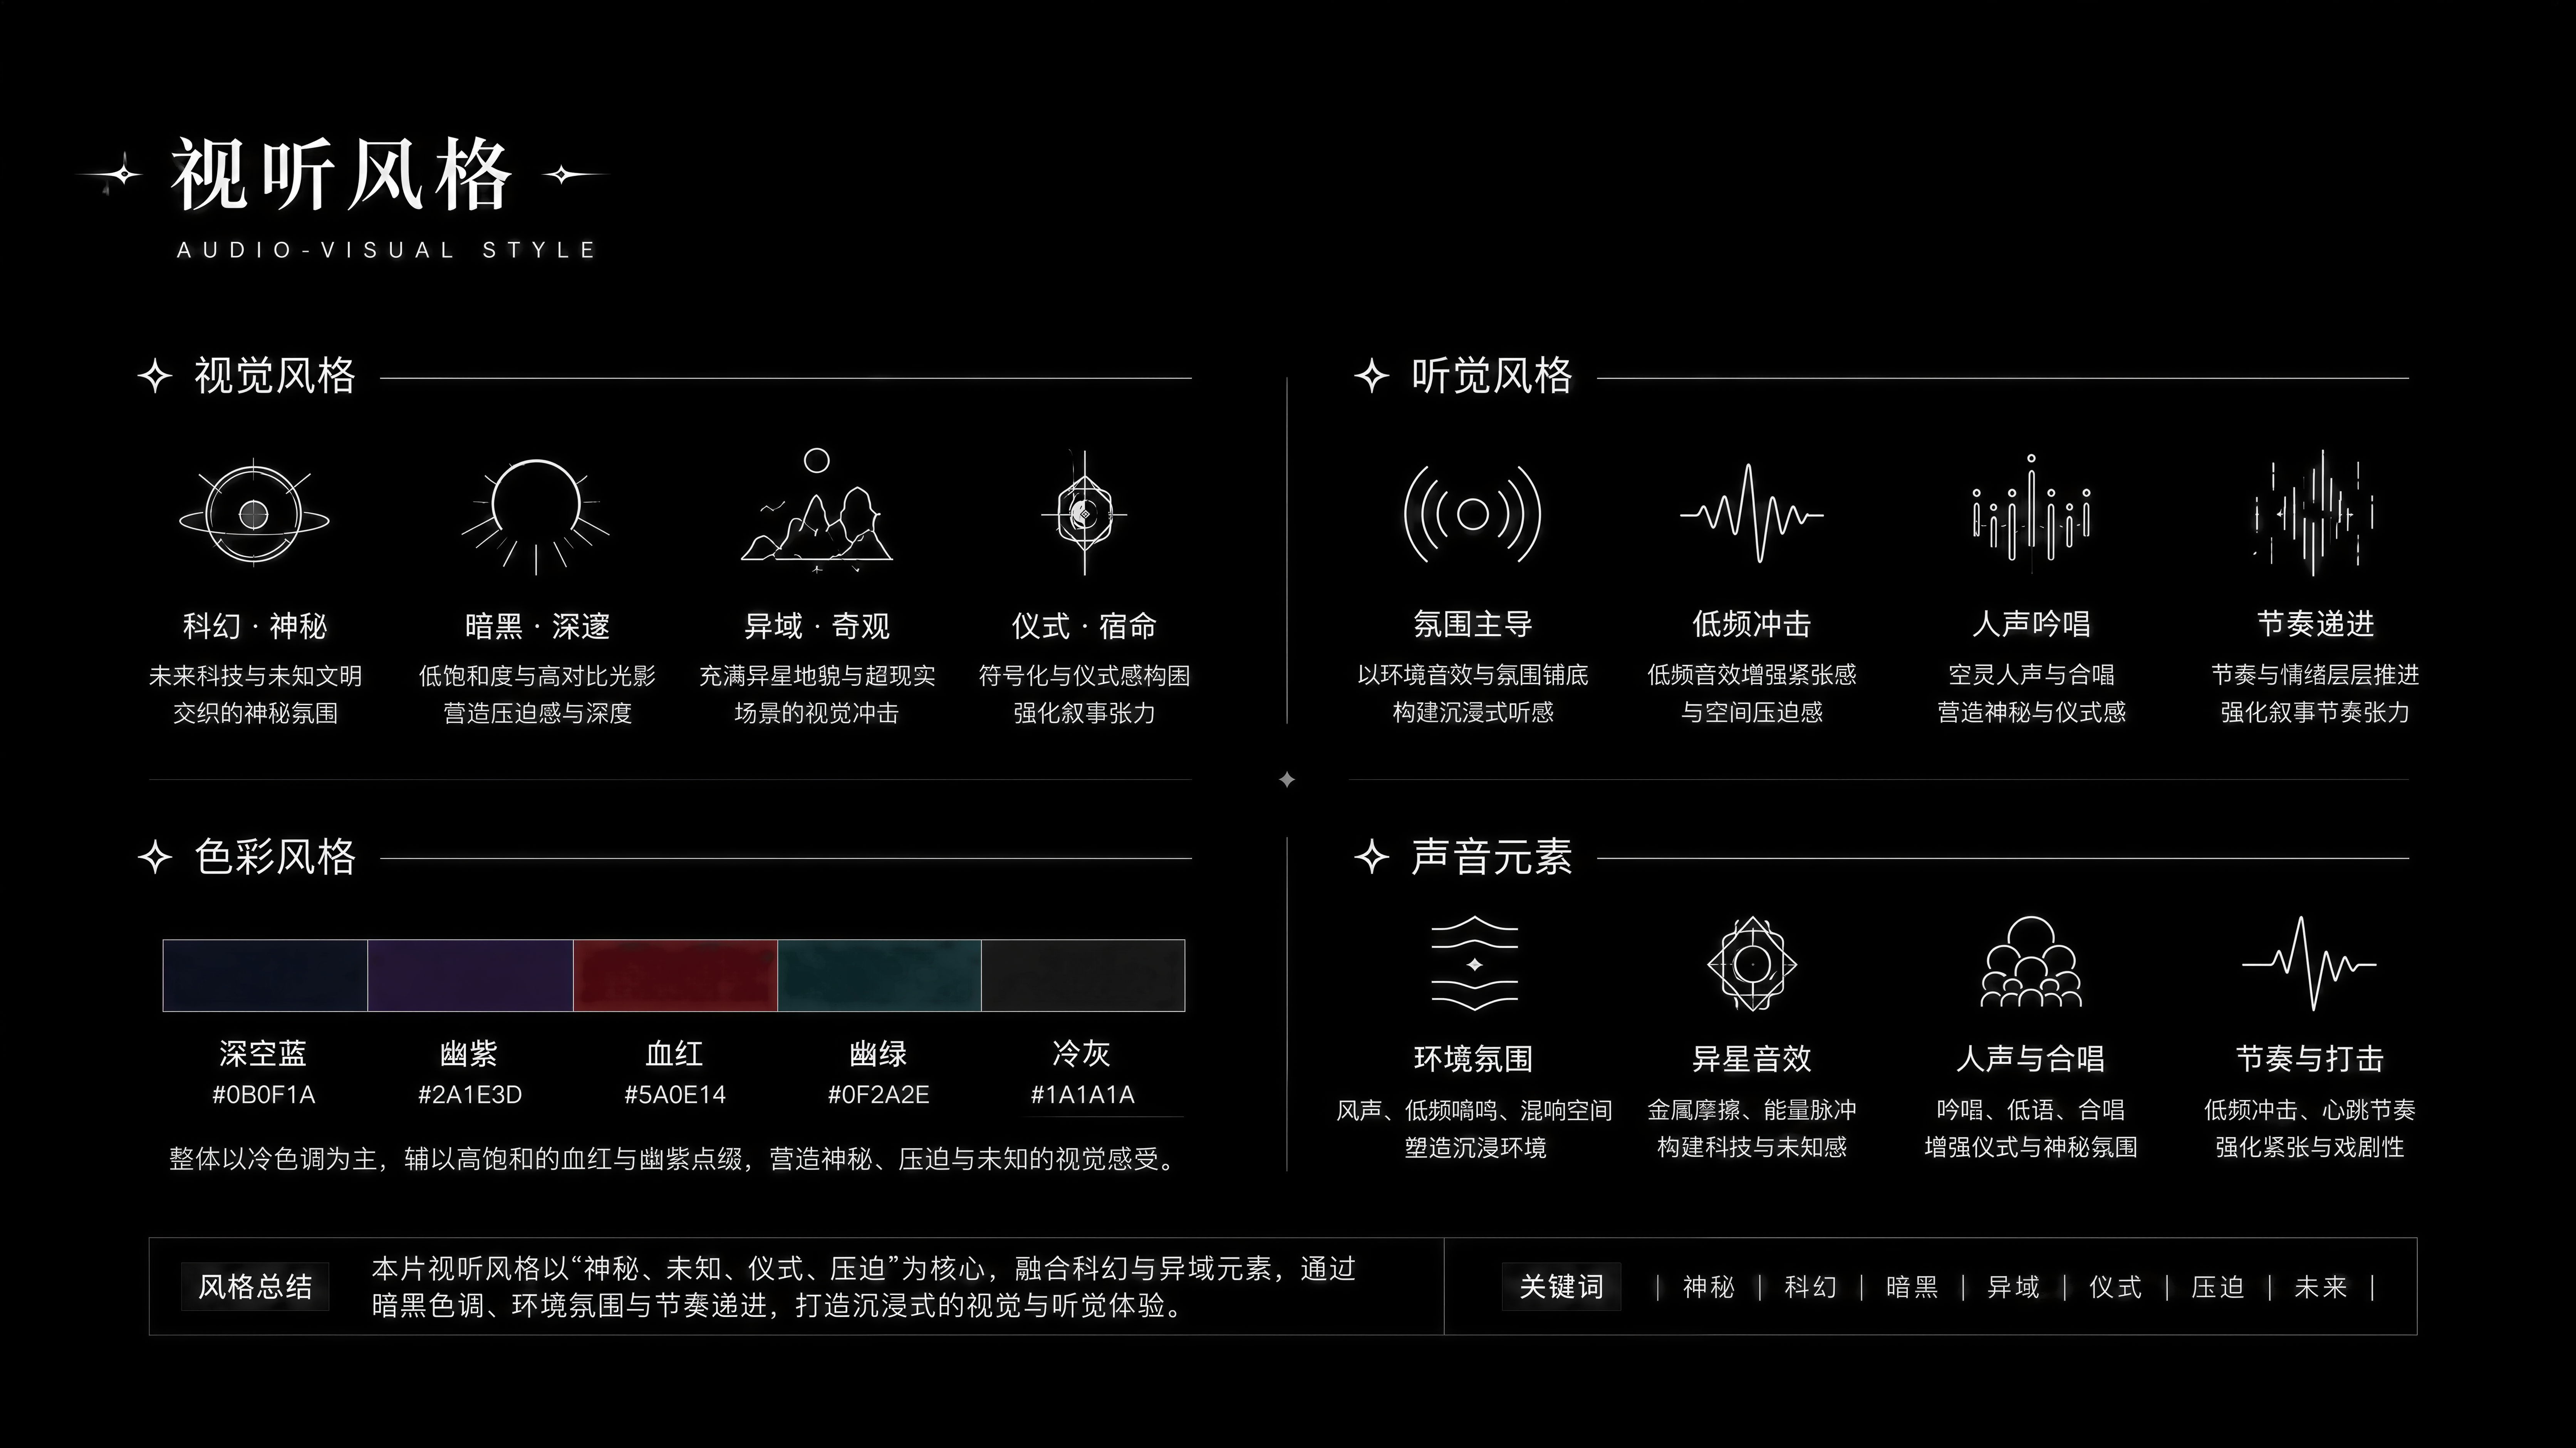 视听风格
AUDIO-VISUAL STYLE
视觉风格
科幻 · 神秘
未来科技与未知文明
交织的神秘氛围
暗黑 · 深邃
低饱和度与高对比光影
营造压迫感与深度
异域 · 奇观
充满异星地貌与超现实
场景的视觉冲击
仪式 · 宿命
符号化与仪式感构图
强化叙事张力
听觉风格
氛围主导
以环境音效与氛围铺底
构建沉浸式听感
低频冲击
低频音效增强紧张感
与空间压迫感
人声吟唱
空灵人声与合唱
营造神秘与仪式感
节奏递进
节奏与情绪层层推进
强化叙事节奏张力
色彩风格
深空蓝
#0B0F1A
幽紫
#2A1E3D
血红
#5A0E14
幽绿
#0F2A2E
冷灰
#1A1A1A
整体以冷色调为主，辅以高饱和的血红与幽紫点缀，营造神秘、压迫与未知的视觉感受。
声音元素
环境氛围
风声、低频嗡鸣、混响空间
塑造沉浸环境
异星音效
金属摩擦、能量脉冲
构建科技与未知感
人声与合唱
吟唱、低语、合唱
增强仪式与神秘氛围
节奏与打击
低频冲击、心跳节奏
强化紧张与戏剧性
风格总结
本片视听风格以“神秘、未知、仪式、压迫”为核心，融合科幻与异域元素，通过
暗黑色调、环境氛围与节奏递进，打造沉浸式的视觉与听觉体验。
关键词
| 神秘 | 科幻 | 暗黑 | 异域 | 仪式 | 压迫 | 未来 |